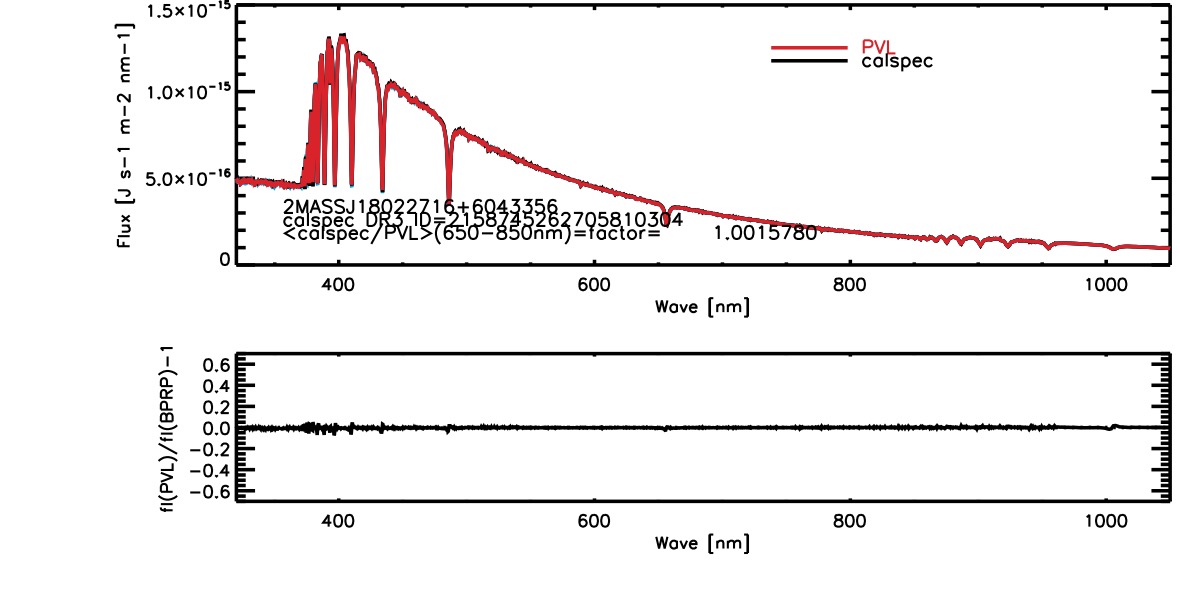 1.5×10−15
1.0×10−15
5.0×10−16
0
Flux [J s−1 m−2 nm−1]
PVL
calspec
2MASSJ18022716+6043356
calspec DR3 ID=2158745262705810304
<calspec/PVL>(650−850nm)=factor= 1.0015780
400 600 800 1000
Wave [nm]
0.6
0.4
0.2
0.0
−0.2
−0.4
−0.6
fl(PVL)/fl(BPRP)−1
400 600 800 1000
Wave [nm]